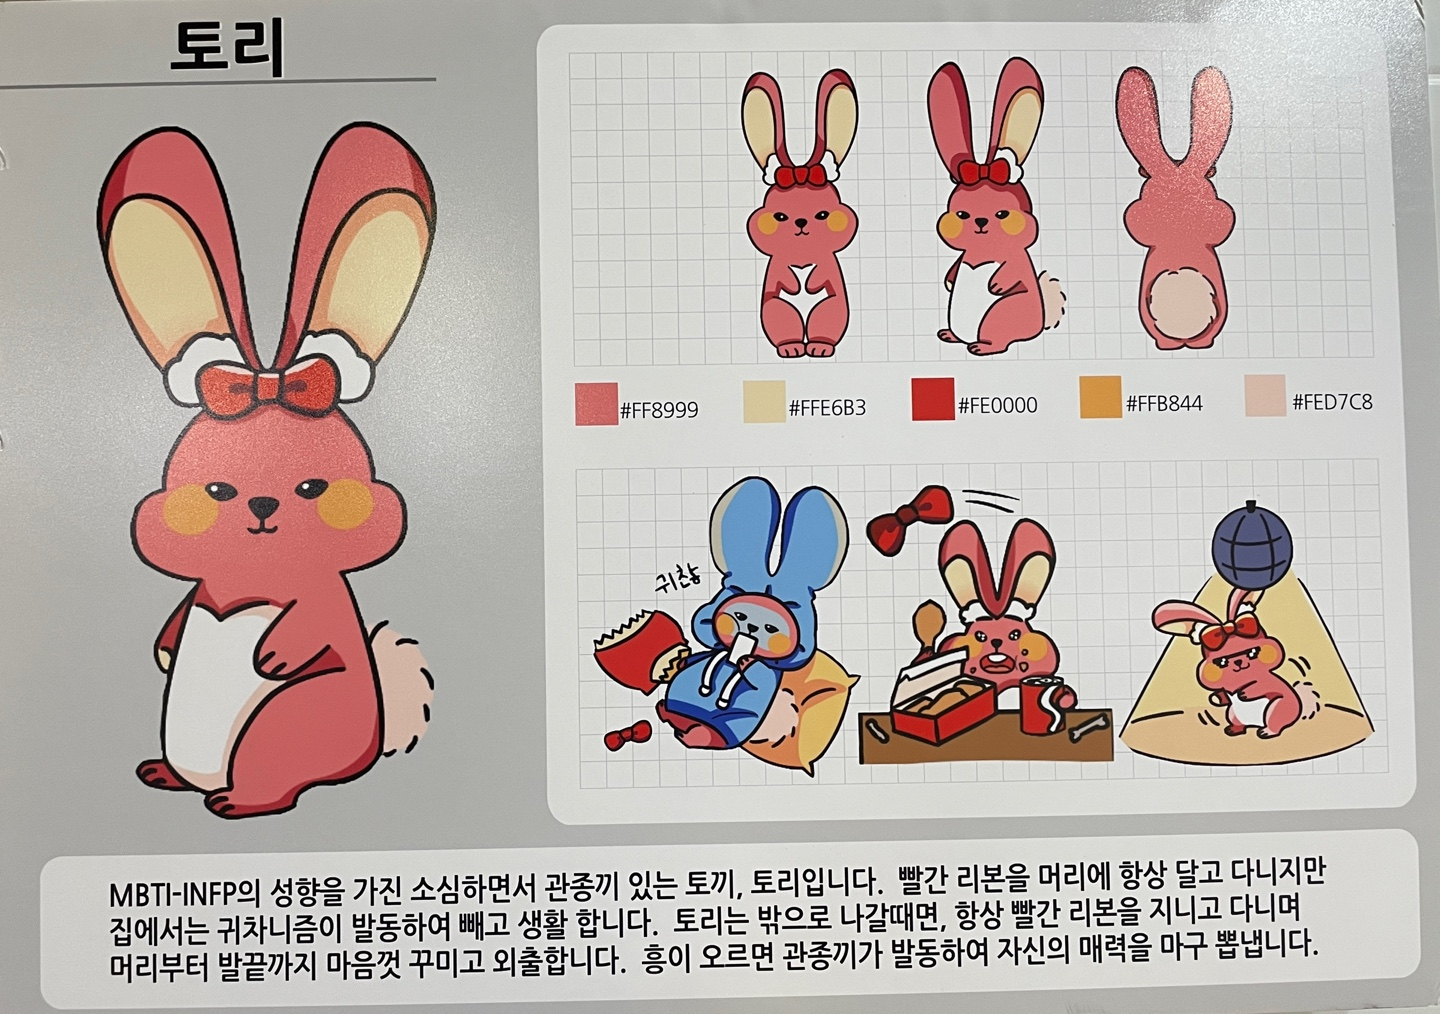 토리
#FF8999
#FFE6B3
#FE0000
#FFB844
#FED7C8
귀찮
MBTI-INFP의 성향을 가진 소심하면서 관종끼 있는 토끼, 토리입니다. 빨간 리본을 머리에 항상 달고 다니지만
집에서는 귀차니즘이 발동하여 빼고 생활 합니다. 토리는 밖으로 나갈때면, 항상 빨간 리본을 지니고 다니며
머리부터 발끝까지 마음껏 꾸미고 외출합니다. 흥이 오르면 관종끼가 발동하여 자신의 매력을 마구 뽑냅니다.